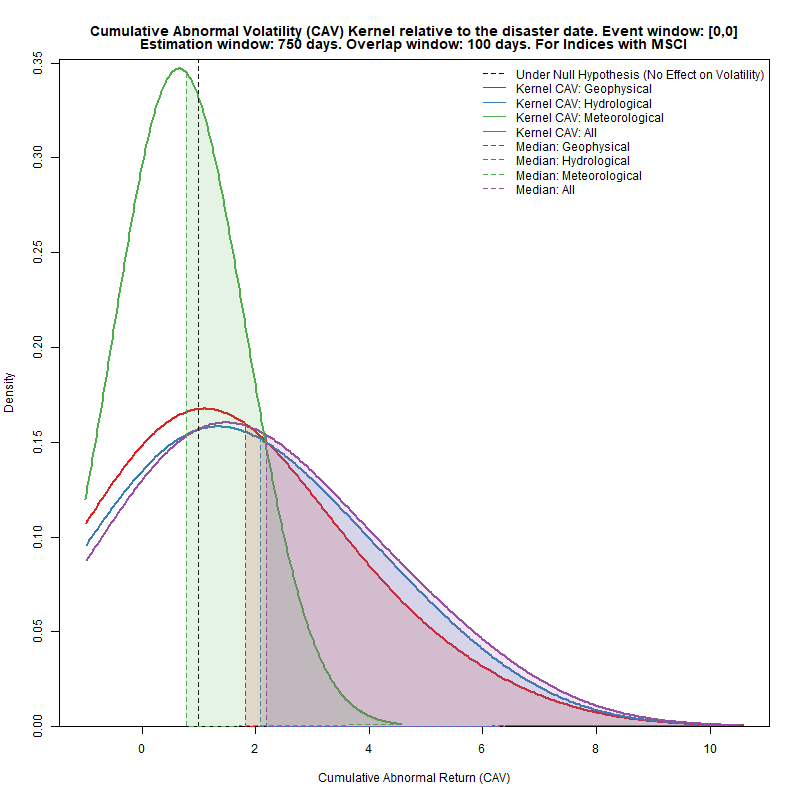 Cumulative Abnormal Volatility (CAV) Kernel relative to the disaster date. Event window: [0,0]
Estimation window: 750 days. Overlap window: 100 days. For Indices with MSCI
Under Null Hypothesis (No Effect on Volatility)
Kernel CAV: Geophysical
Kernel CAV: Hydrological
Kernel CAV: Meteorological
Kernel CAV: All
Median: Geophysical
Median: Hydrological
Median: Meteorological
Median: All
0.35
0.30
0.25
0.20
0.15
0.10
0.05
0.00
Density
0 2 4 6 8 10
Cumulative Abnormal Return (CAV)